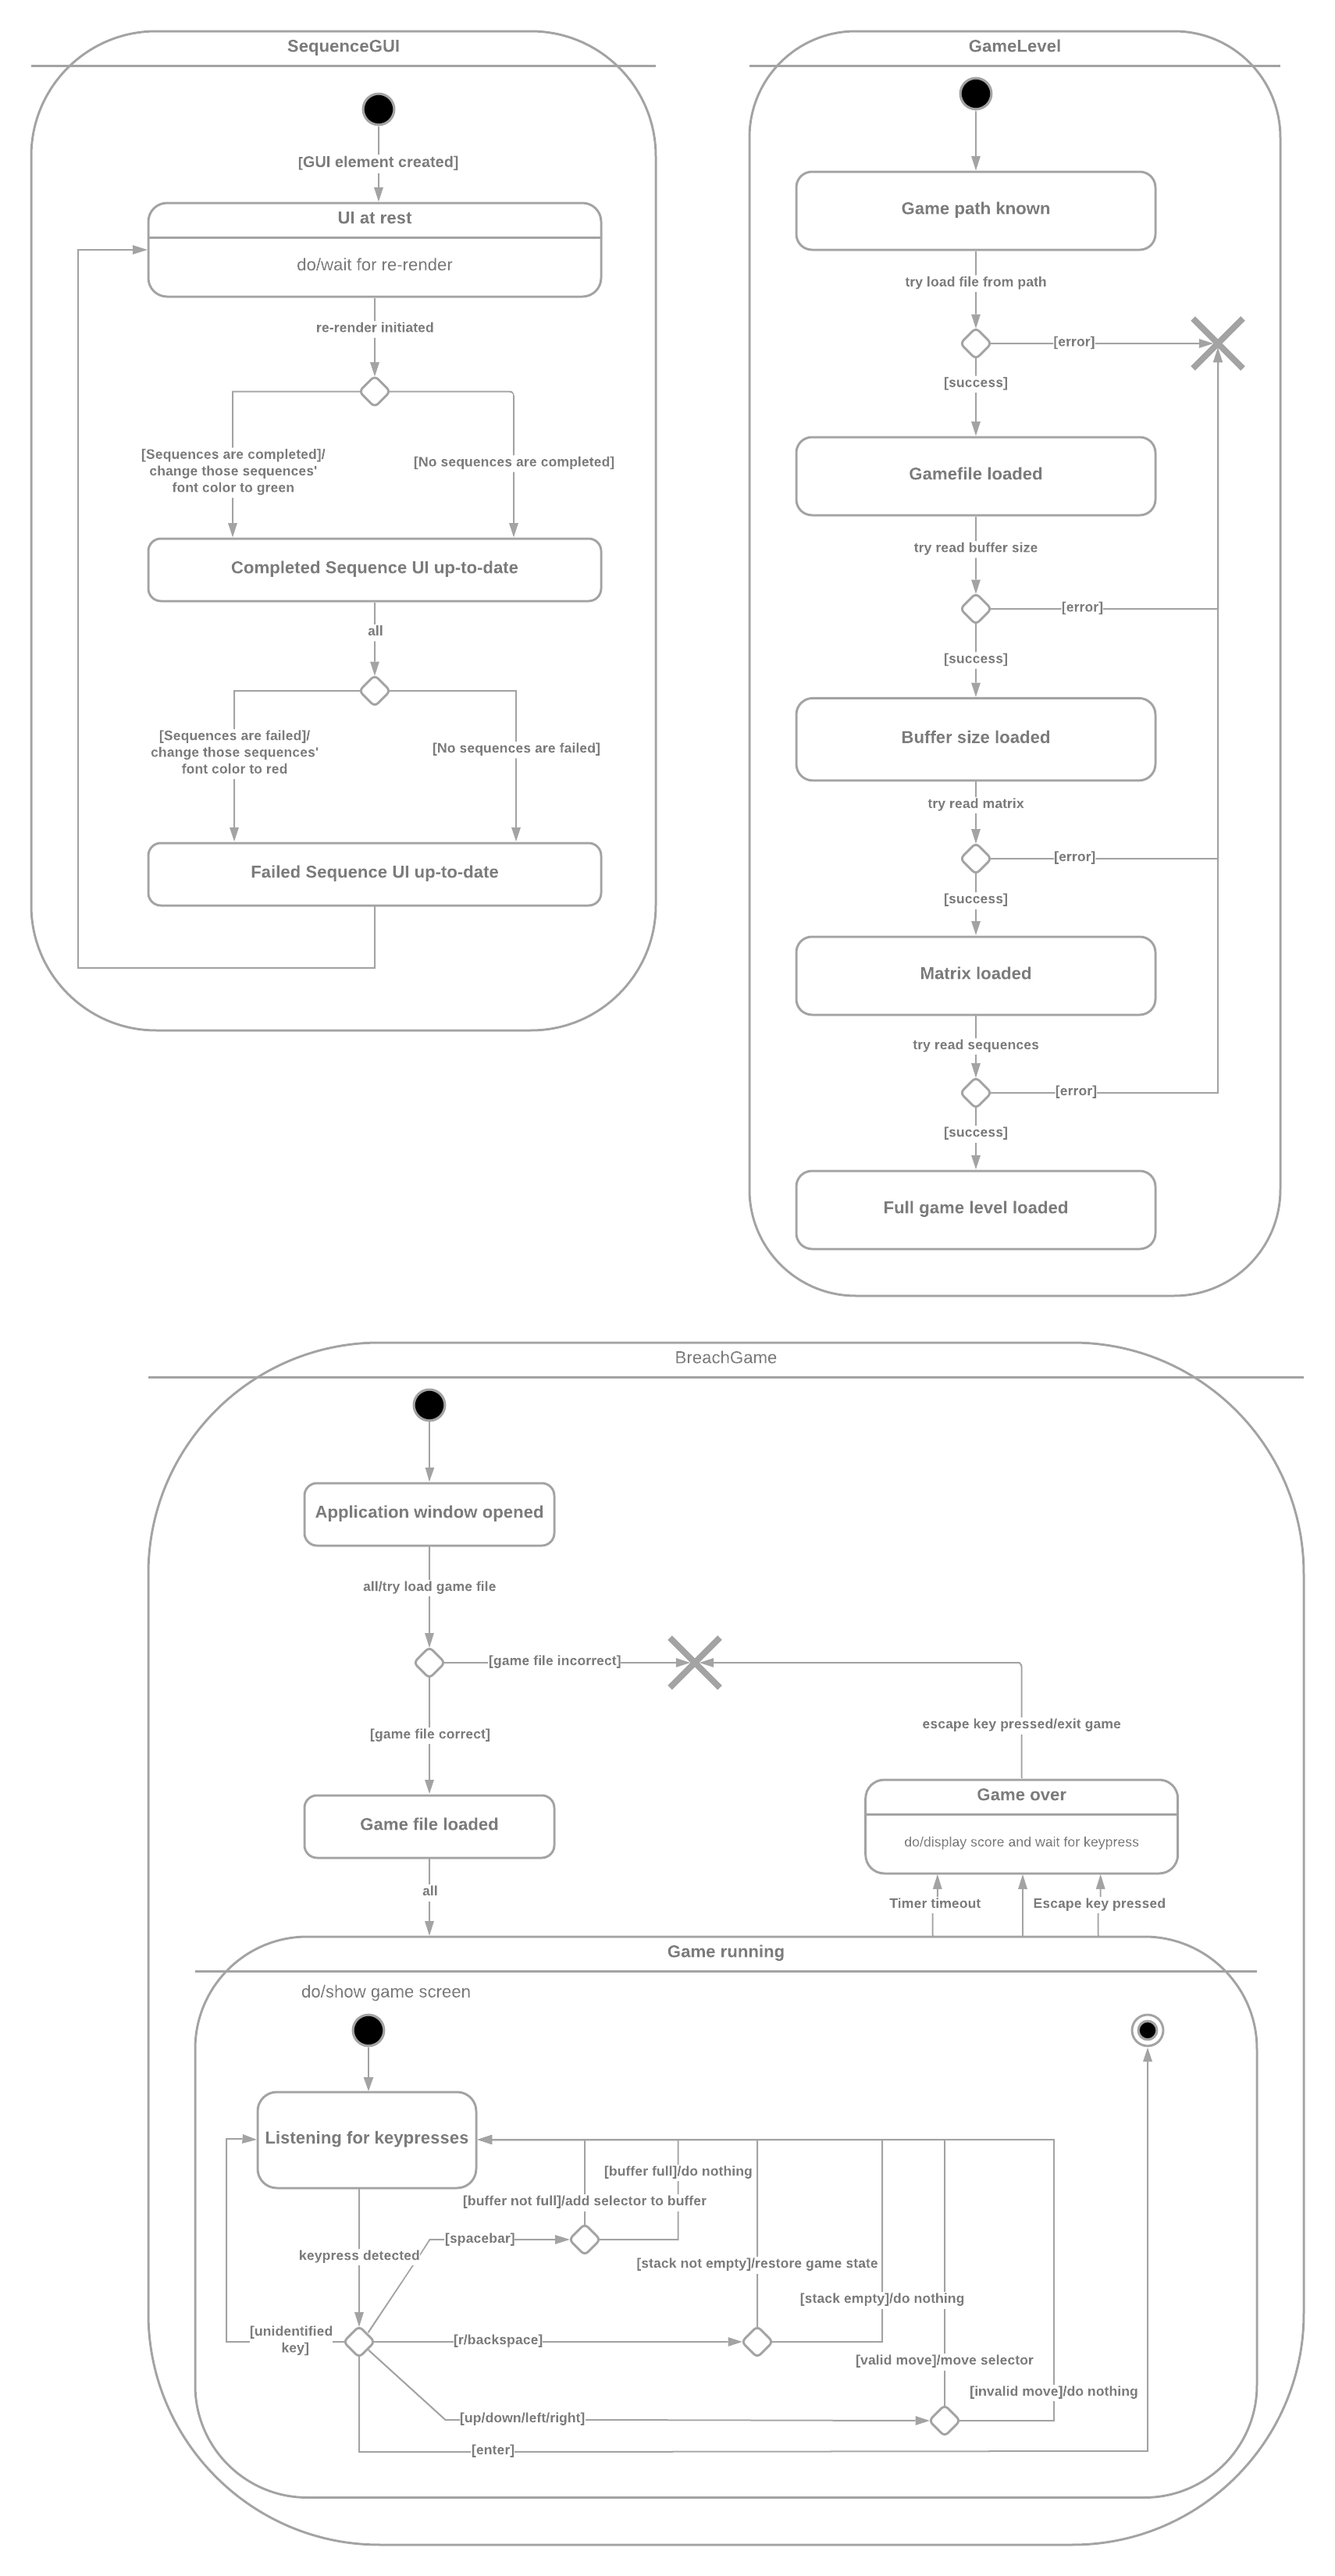 SequenceGUI
[GUI element created]
UI at rest
do/wait for re-render
re-render initiated
[Sequences are completed]/
change those sequences'
font color to green
[No sequences are completed]
Completed Sequence UI up-to-date
all
[Sequences are failed]/
change those sequences'
font color to red
[No sequences are failed]
Failed Sequence UI up-to-date
GameLevel
Game path known
try load file from path
[error]
[success]
Gamefile loaded
try read buffer size
[error]
[success]
Buffer size loaded
try read matrix
[error]
[success]
Matrix loaded
try read sequences
[error]
[success]
Full game level loaded
BreachGame
Application window opened
all/try load game file
[game file incorrect]
[game file correct]
escape key pressed/exit game
Game over
do/display score and wait for keypress
Game file loaded
all
Timer timeout
Escape key pressed
Game running
do/show game screen
Listening for keypresses
[buffer full]/do nothing
[buffer not full]/add selector to buffer
[spacebar]
keypress detected
[stack not empty]/restore game state
[stack empty]/do nothing
[unidentified
key]
[r/backspace]
[valid move]/move selector
[invalid move]/do nothing
[up/down/left/right]
[enter]